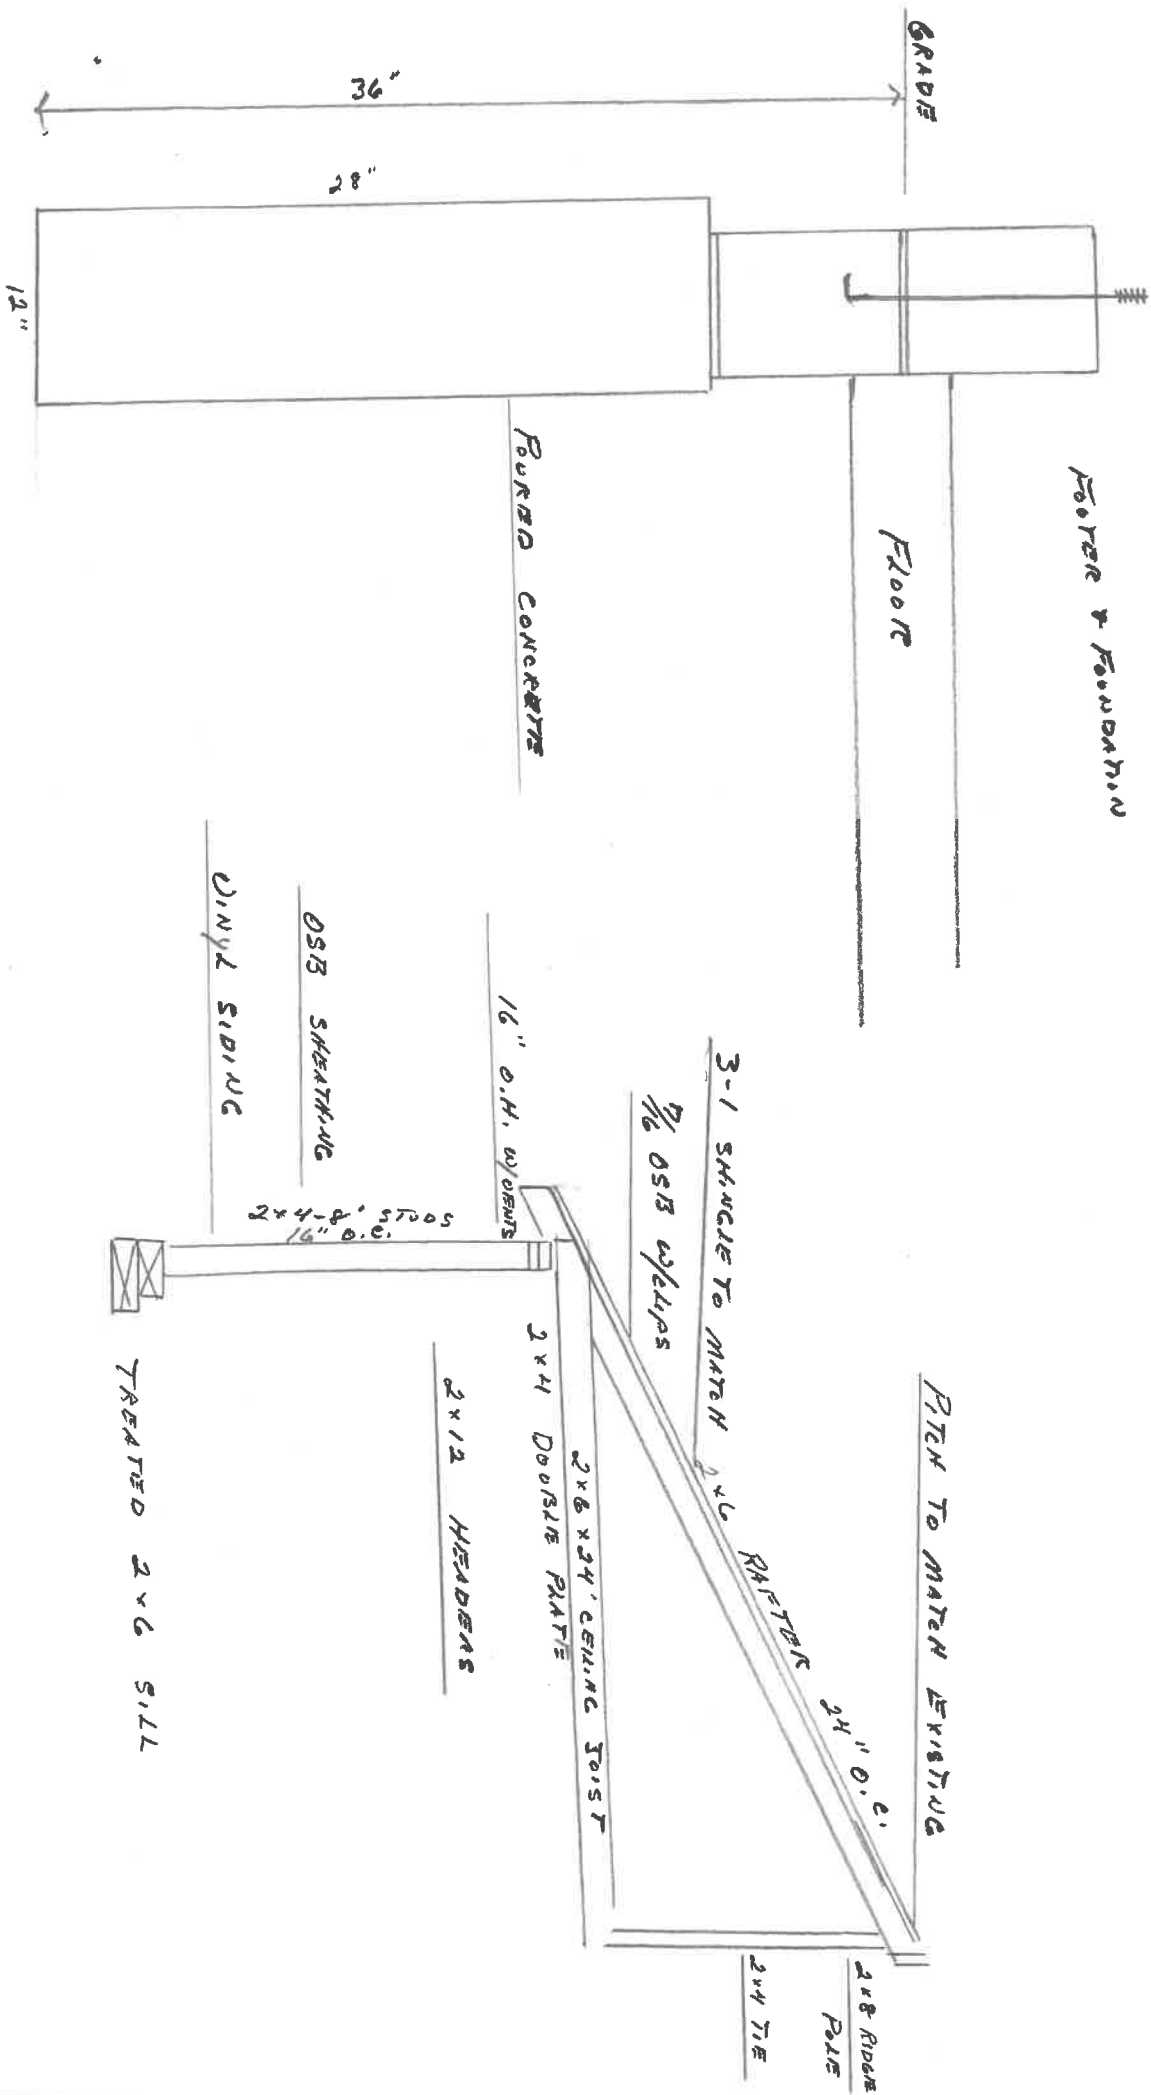 FOOTER & FOUNDATION
GRADE
36"
28"
12"
FLOOR
POURED CONCRETE
PITCH TO MATCH EXISTING
3-1 SHINGLE TO MATCH
7/16 OSB W/CLIPS
16" O.H. W/VENTS
OSB SHEATHING
VINYL SIDING
2x4-8' STUDS
16" O.C.
2x6 RAFTER 24" O.C.
2x8 RIDGE
POLE
2x4 TIE
2x6x24' CEILING JOIST
2x4 DOUBLE PLATE
2x12 HEADERS
TREATED 2x6 SILL